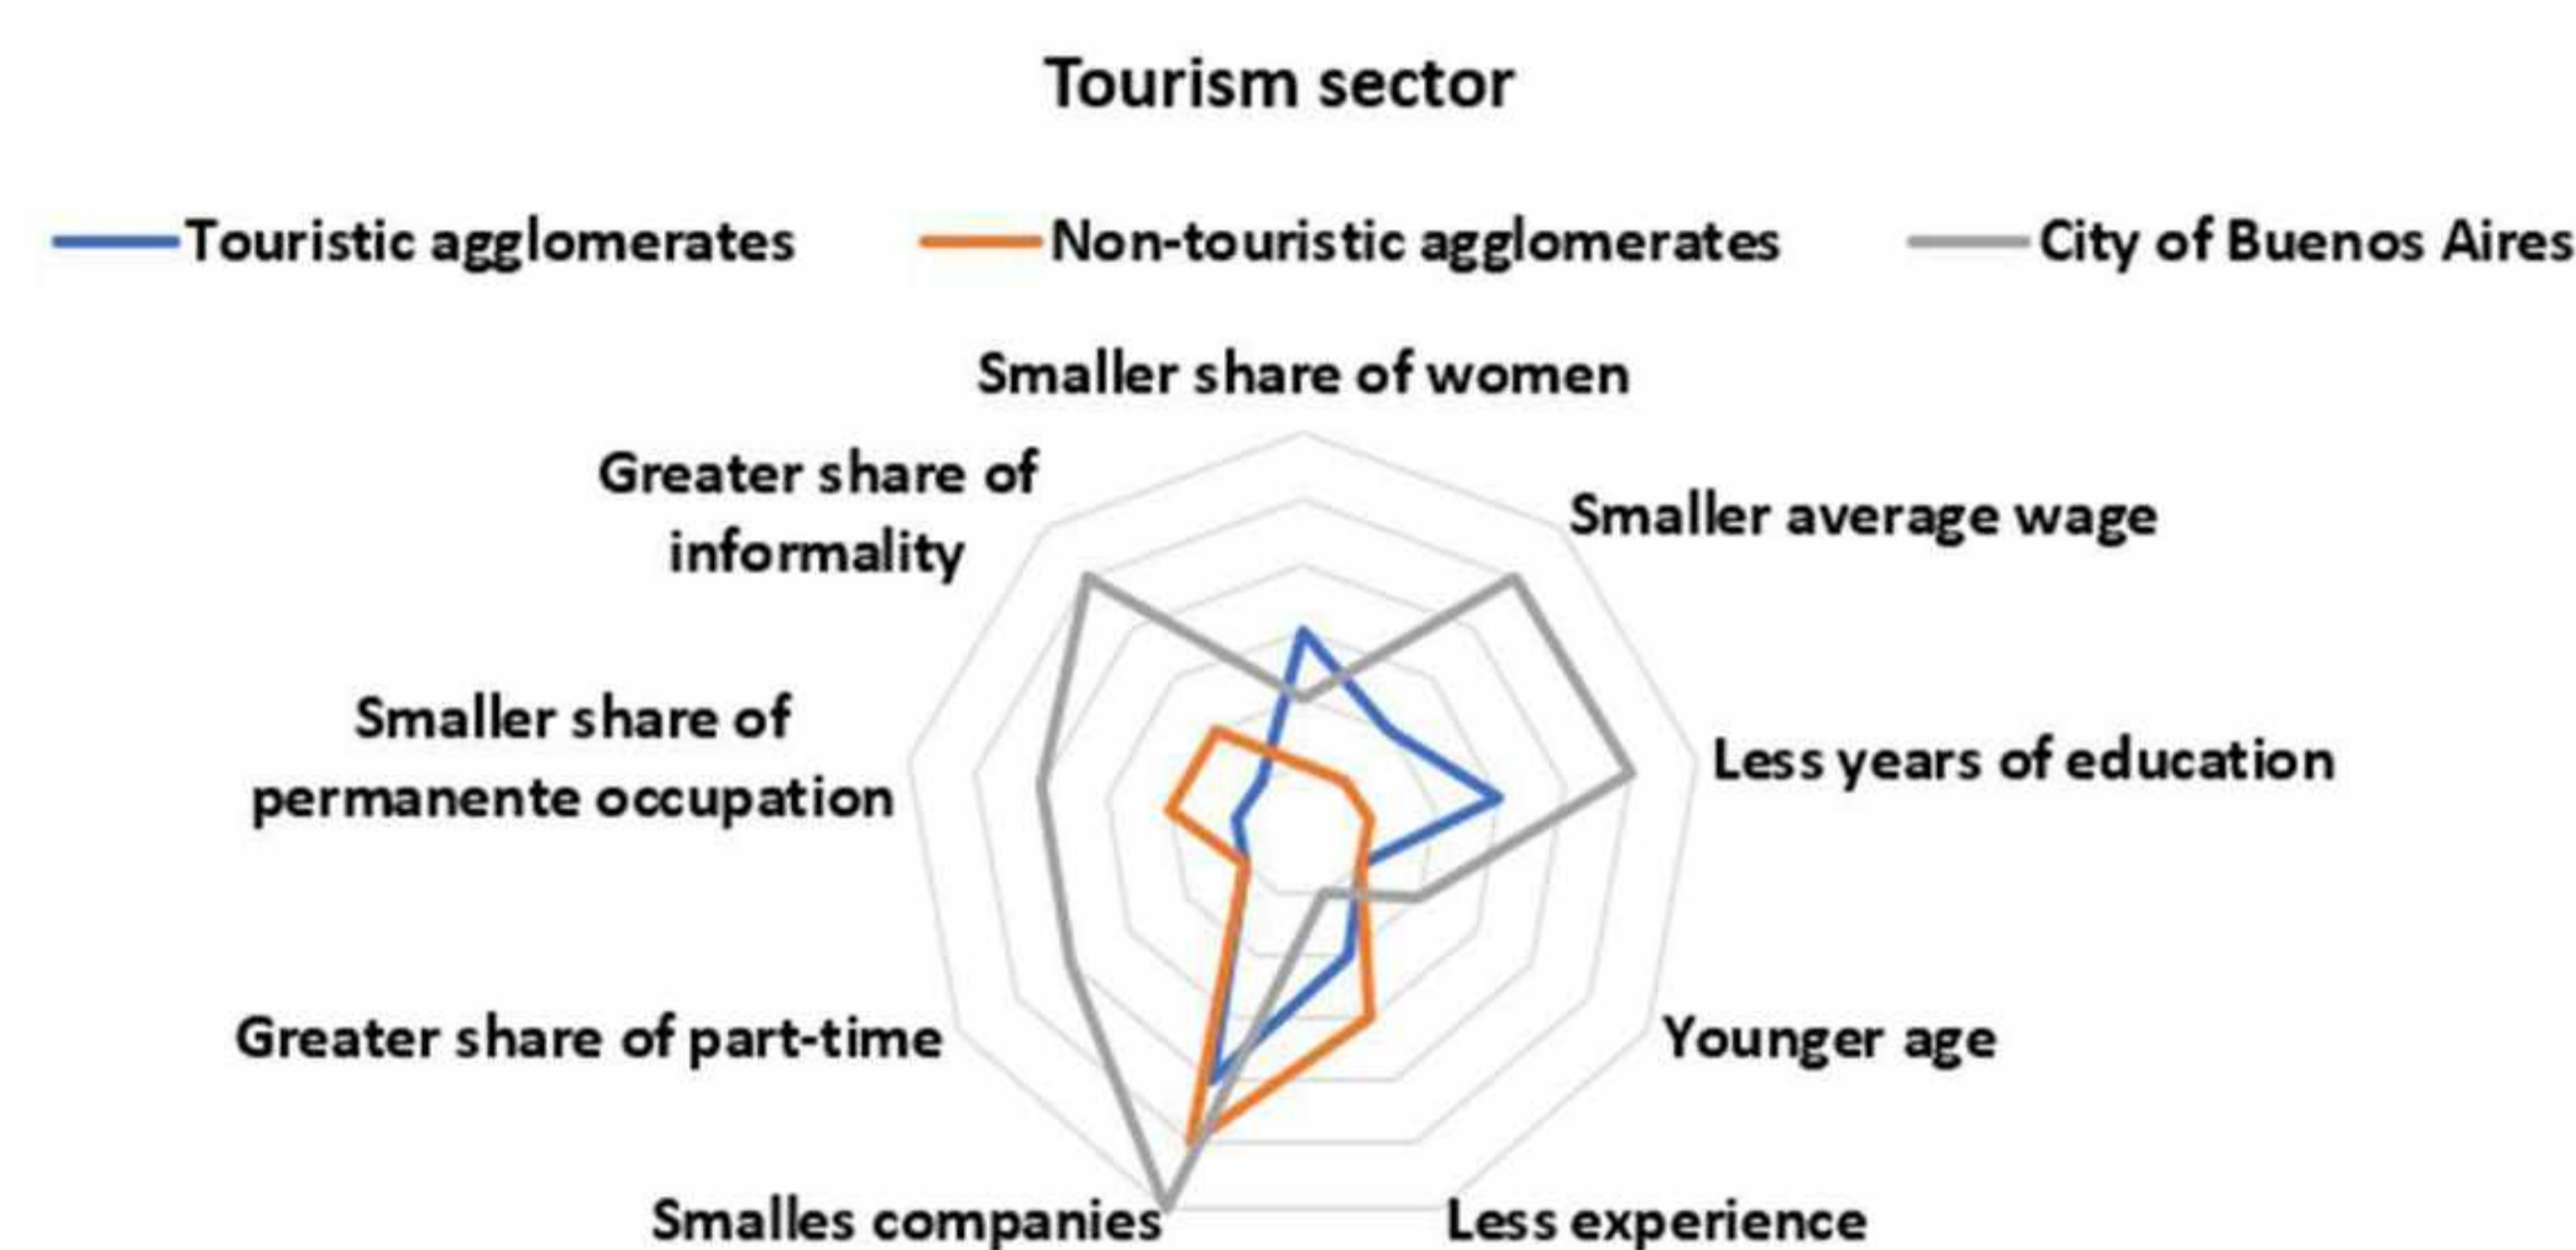 Tourism sector
Touristic agglomerates Non-touristic agglomerates City of Buenos Aires
Smaller share of women
Greater share of
informality
Smaller average wage
Smaller share of
permanente occupation
Less years of education
Greater share of part-time
Younger age
Smalles companies
Less experience